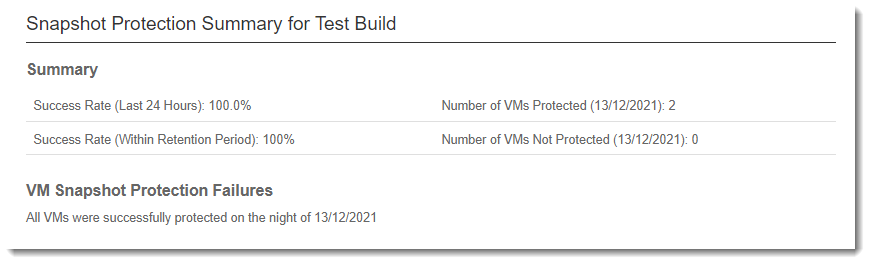 Snapshot Protection Summary for Test Build
Summary
Success Rate (Last 24 Hours): 100.0% Number of VMs Protected (13/12/2021): 2
Success Rate (Within Retention Period): 100% Number of VMs Not Protected (13/12/2021): 0
VM Snapshot Protection Failures
All VMs were successfully protected on the night of 13/12/2021